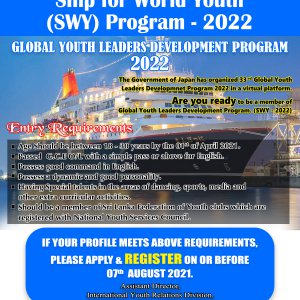 Ship for World Youth
(SWY) Program - 2022
GLOBAL YOUTH LEADERS DEVELOPMENT PROGRAM
2022
The Government of Japan has organized 33rd Global Youth
Leaders Developmnet Program 2022 in a virtual platform.
Are you ready to be a member of
Global Youth Leaders Development Program. (SWY - 2022)
Entry Requirements
• Age should be between 18 - 30 years by the 01st of April 2021.
• Passed G.C.E O/L with a simple pass or above for English.
• Possess good command in English.
• Possess a dynamic and good personality.
• Having Special talents in the areas of dancing, sports, media and
other extra curricular activities.
• Should be a member of Sri Lanka Federation of Youth clubs which are
registered with National Youth Services Council.
IF YOUR PROFILE MEETS ABOVE REQUIREMENTS,
PLEASE APPLY & REGISTER ON OR BEFORE
07th AUGUST 2021.
Assistant Director,
International Youth Relations Division,